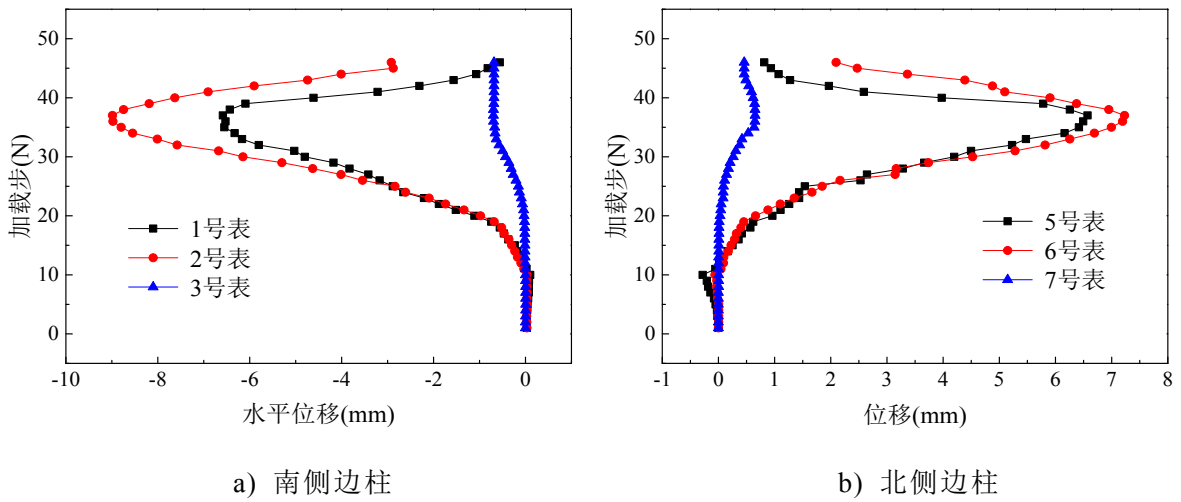 50
40
30
20
10
0
加载步(N)
1号表
2号表
3号表
-10 -8 -6 -4 -2 0
水平位移(mm)
a) 南侧边柱
50
40
30
20
10
0
加载步(N)
5号表
6号表
7号表
-1 0 1 2 3 4 5 6 7 8
位移(mm)
b) 北侧边柱